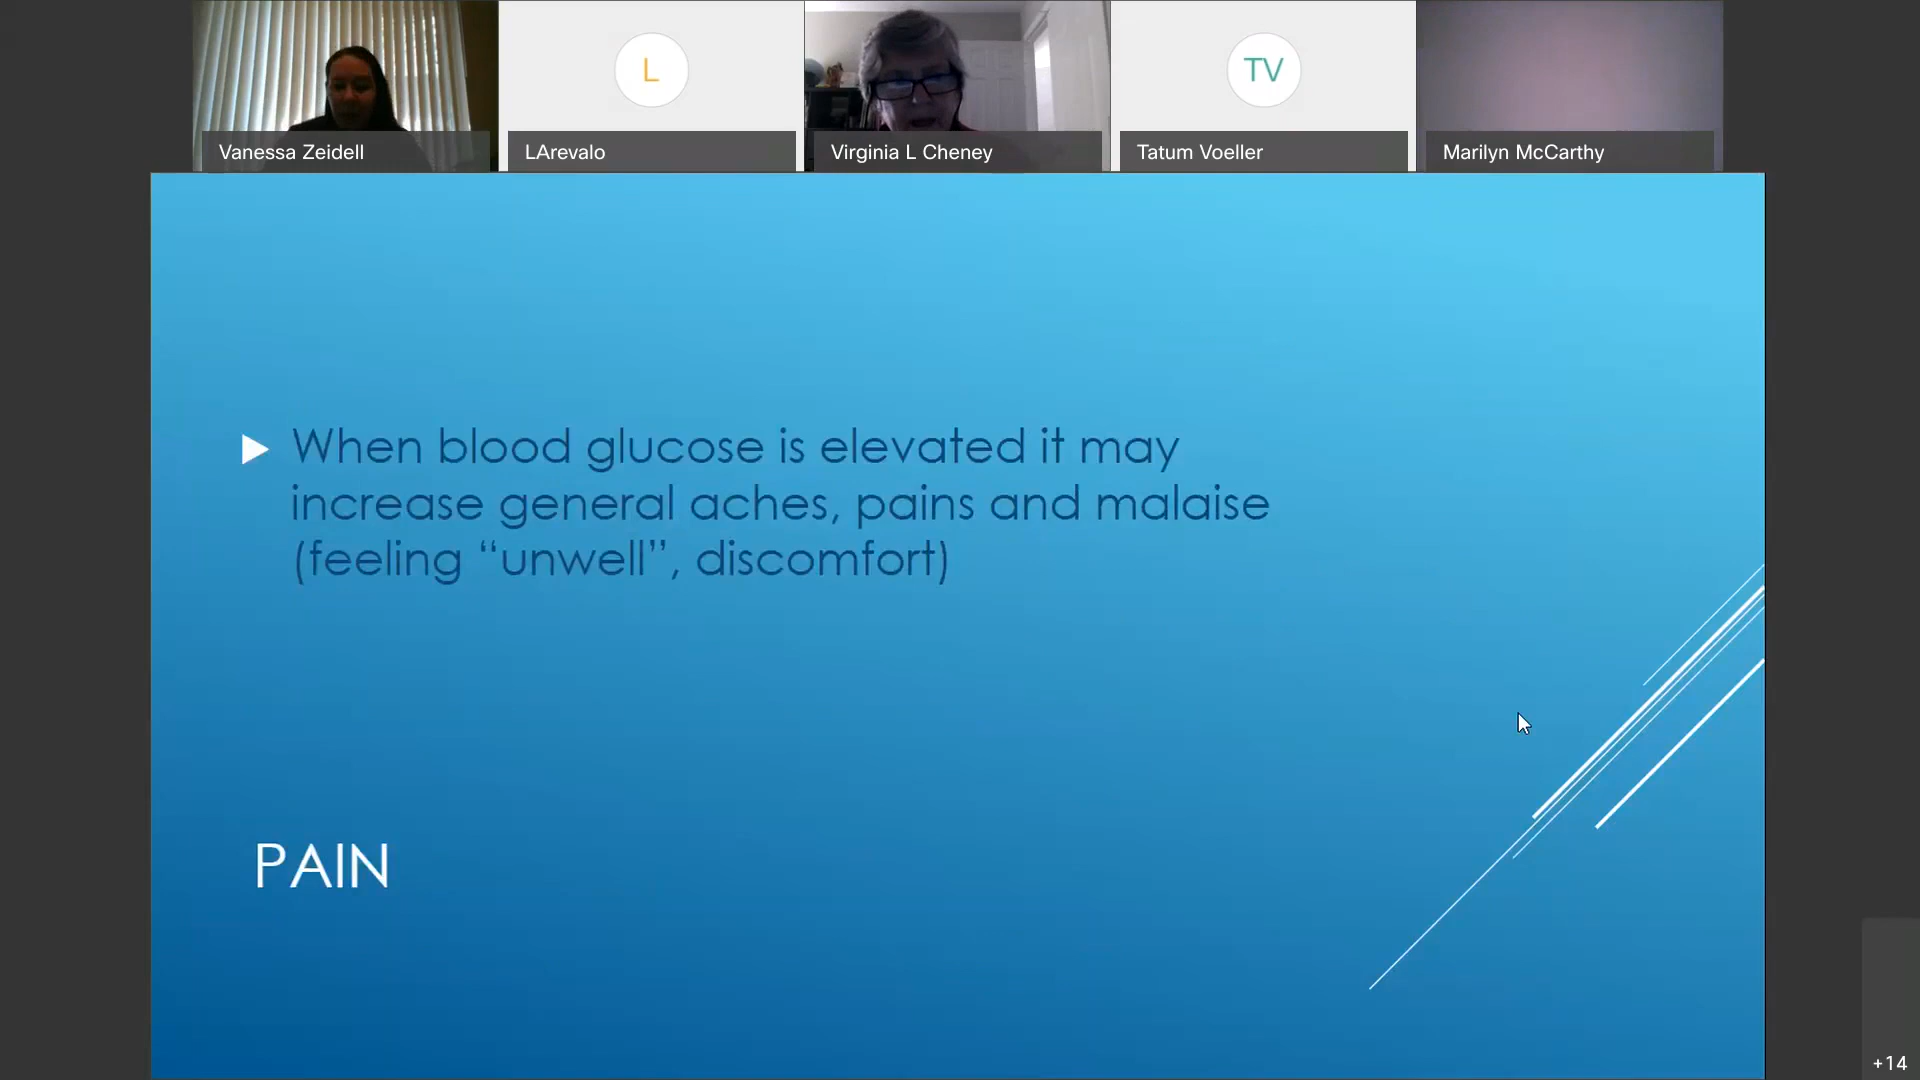 L
TV
Vanessa Zeidell
LArevalo
Virginia L Cheney
Tatum Voeller
Marilyn McCarthy
When blood glucose is elevated it may
increase general aches, pains and malaise
(feeling “unwell”, discomfort)
PAIN
+14